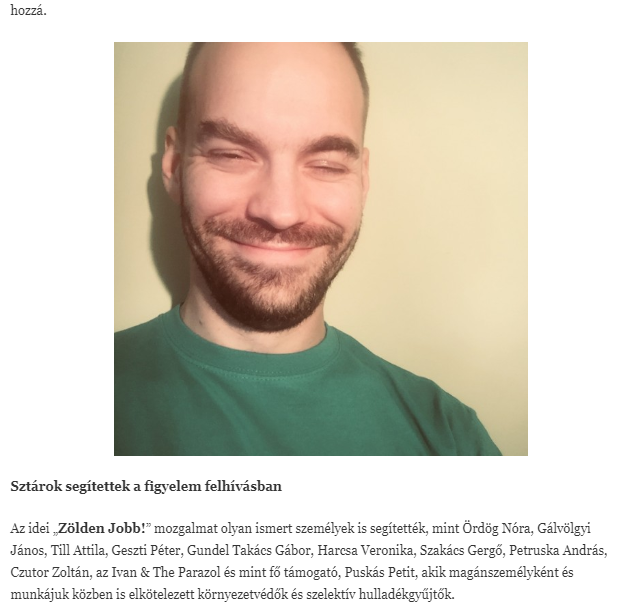 hozzá.
Sztárok segítettek a figyelem felhívásban
Az idei „Zölden Jobb!” mozgalmat olyan ismert személyek is segítették, mint Ördög Nóra, Gálvölgyi
János, Till Attila, Geszti Péter, Gundel Takács Gábor, Harcsa Veronika, Szakács Gergő, Petruska András,
Czutor Zoltán, az Ivan & The Parazol és mint fő támogató, Puskás Petit, akik magánszemélyként és
munkájuk közben is elkötelezett környezetvédők és szelektív hulladékgyűjtők.